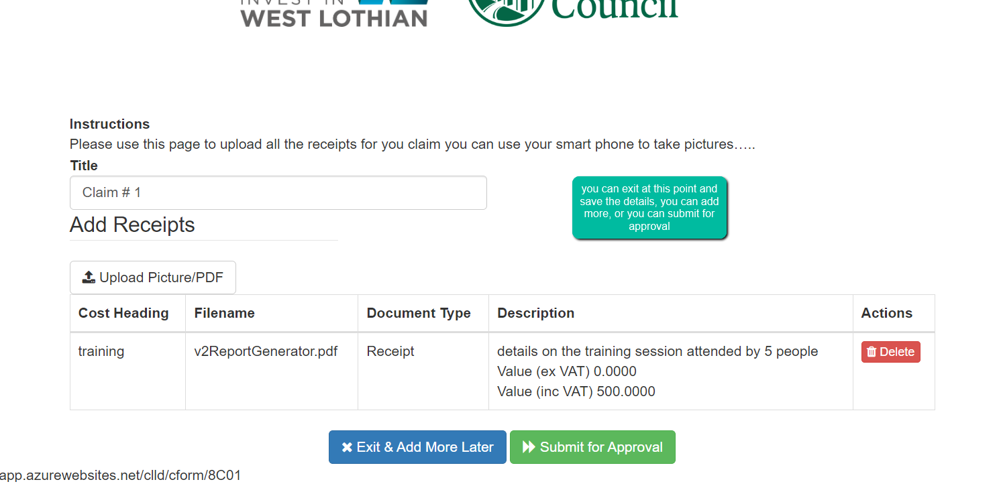 INVEST IN
WEST LOTHIAN
Council
Instructions
Please use this page to upload all the receipts for you claim you can use your smart phone to take pictures…..
Title
Claim # 1
you can exit at this point and
save the details, you can add
more, or you can submit for
approval
Add Receipts
Upload Picture/PDF
Cost Heading Filename Document Type Description Actions
training v2ReportGenerator.pdf Receipt details on the training session attended by 5 people Delete
Value (ex VAT) 0.0000
Value (inc VAT) 500.0000
Exit & Add More Later Submit for Approval
app.azurewebsites.net/clld/cform/8C01